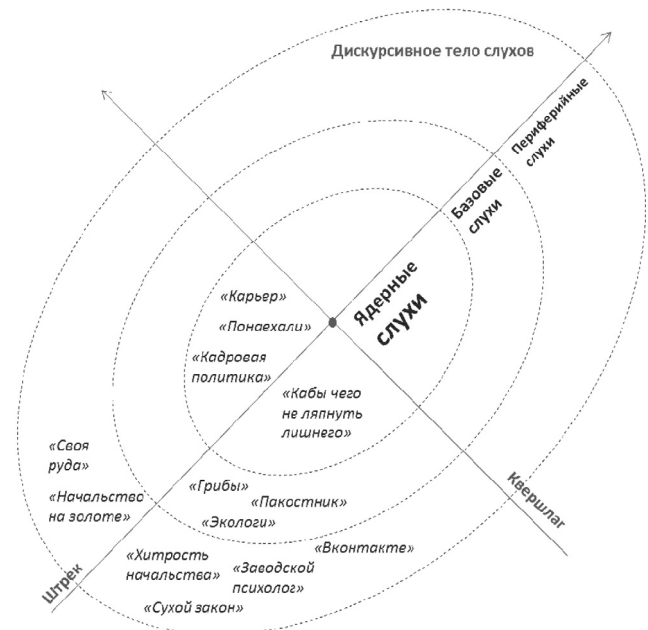 Дискурсивное тело слухов
Периферийные
слухи
Базовые
слухи
Ядерные
слухи
«Карьер»
«Понаехали»
«Кадровая
политика»
«Кабы чего
не ляпнуть
лишнего»
«Своя
руда»
«Начальство
на золоте»
«Грибы»
«Пакостник»
«Экологи»
Квершлаг
«Вконтакте»
«Хитрость
начальства»
«Заводской
психолог»
«Сухой закон»
Штрек